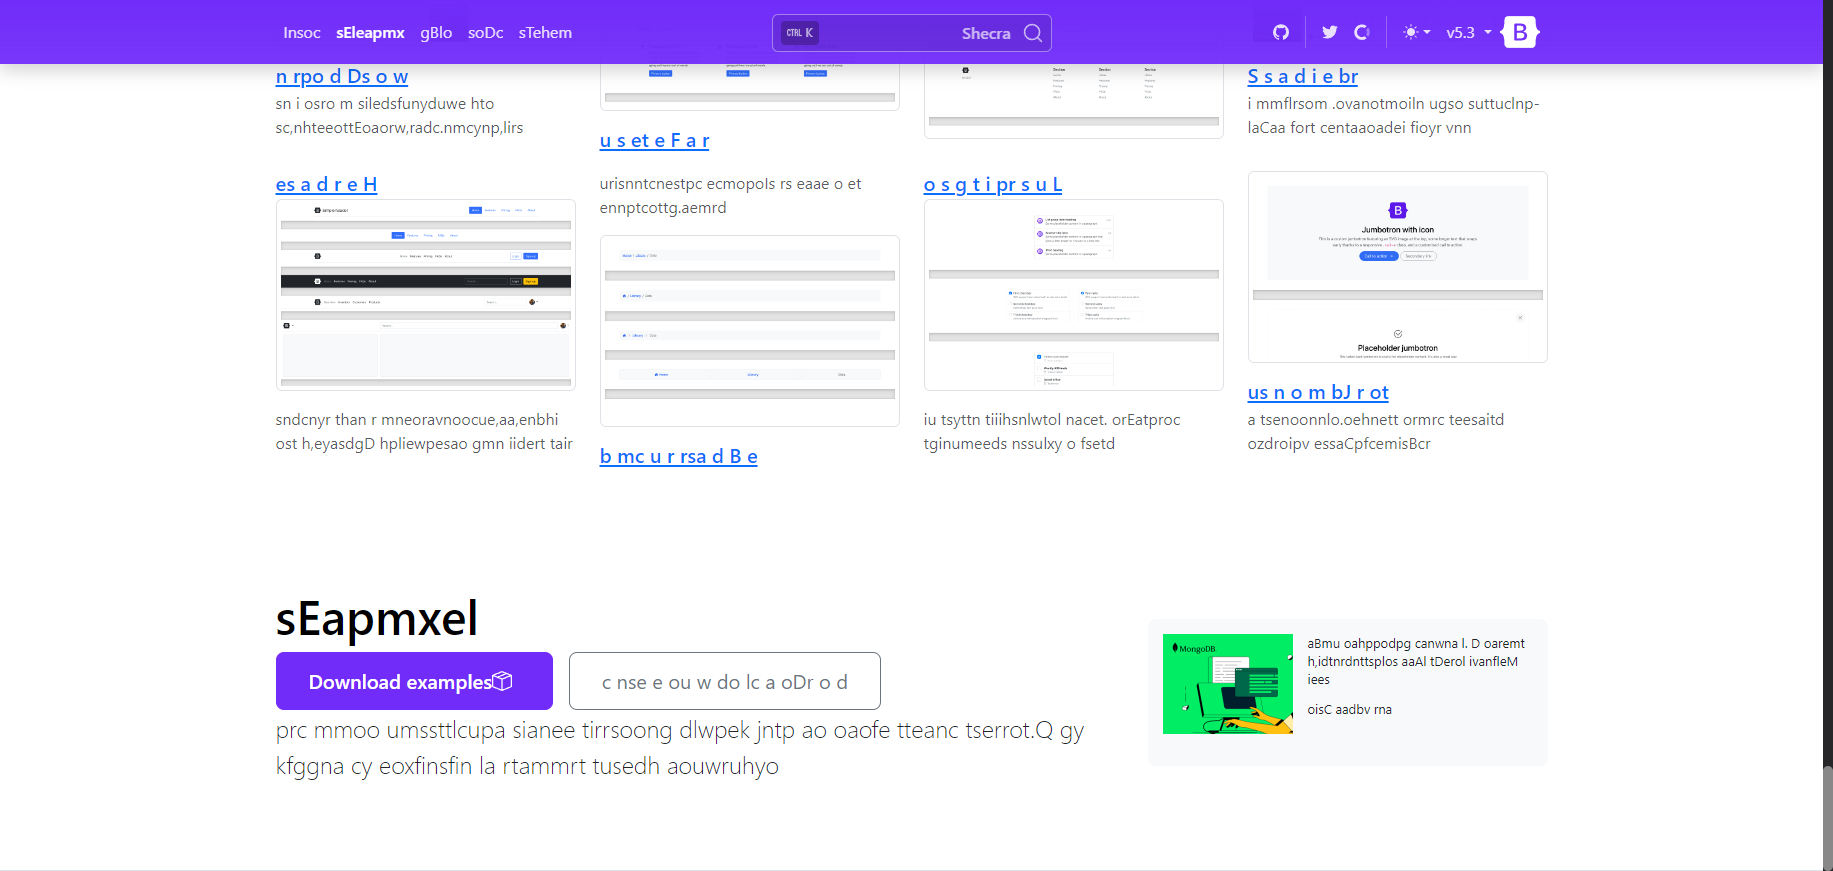 Insoc sEleapmx gBlo soDc sTehem CTRL K Shecra v5.3
n rpo d Ds o w
sn i osro m siledsfunyduwe hto
sc,nhteeottEoaorw,radc.nmcynp,lirs
es a d r e H
sndcnyr than r mneoravnoocue,aa,enbhi
ost h,eyasdgD hpliewpesao gmn iidert tair
u s et e F a r
urisnntcnestpc ecmopols rs eaae o et
ennptcottg.aemrd
b mc u r rsa d B e
o s g t i pr s u L
iu tsyttn tiiihsnlwtol nacet. orEatproc
tginumeeds nssulxy o fsetd
S s a d i e br
i mmflrsom .ovanotmoiln ugso suttuclnp-
laCaa fort centaaoadei fioyr vnn
Jumbotron with icon
Placeholder jumbotron
us n o m bJ r ot
a tsenoonnlo.oehnett ormrc teesaitd
ozdroipv essaCpfcemisBcr
sEapmxel
Download examples
c nse e ou w do lc a oDr o d
prc mmoo umssttlcupa sianee tirrsoong dlwpek jntp ao oaofe tteanc tserrot.Q gy
kfggna cy eoxfinsfin la rtammrt tusedh aouwruhyo
MongoDB.
aBmu oahppodpg canwna l. D oaremt
h,idtnrdnttsplos aaAl tDerol ivanfleM
iees
oisC aadbv rna